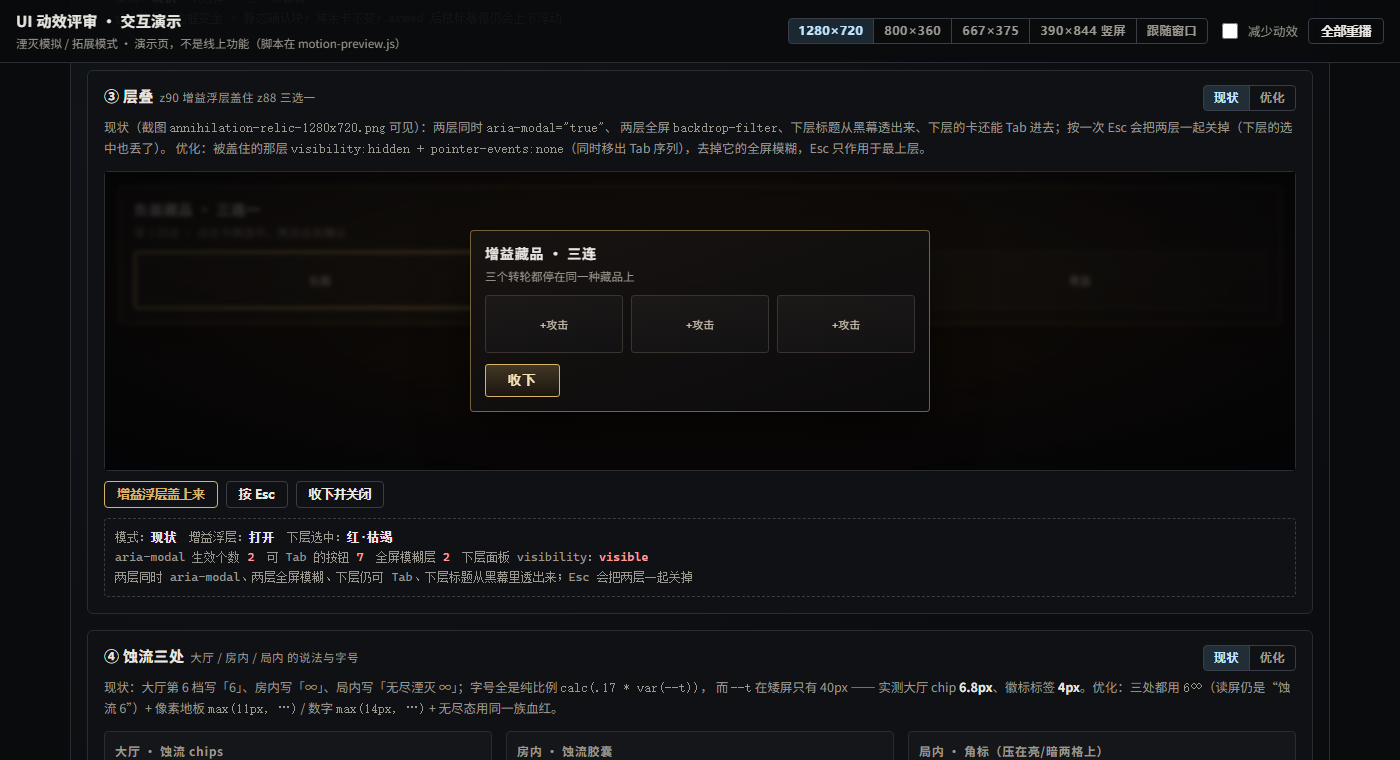 UI 动效评审 • 交互演示
湮灭模拟 / 拓展模式 • 演示页，不是线上功能（脚本在 motion-preview.js）
1280×720
800×360
667×375
390×844 竖屏
跟随窗口
减少动效
全部重播
③ 层叠 z90 增益浮层盖住 z88 三选一
现状
优化
现状（截图 annihilation-relic-1280x720.png 可见）：两层同时 aria-modal="true"、 两层全屏 backdrop-filter、下层标题从黑幕透出来、下层的卡还能 Tab 进去；按一次 Esc 会把两层一起关掉（下层的选
中也丢了）。 优化：被盖住的那层 visibility:hidden + pointer-events:none（同时移出 Tab 序列），去掉它的全屏模糊，Esc 只作用于最上层。
增益藏品 • 三连
三个转轮都停在同一种藏品上
+攻击
+攻击
+攻击
收下
增益浮层盖上来
按 Esc
收下并关闭
模式: 现状 增益浮层: 打开 下层选中: 红·枯竭
aria-modal 生效个数 2 可 Tab 的按钮 7 全屏模糊层 2 下层面板 visibility: visible
两层同时 aria-modal、两层全屏模糊、下层仍可 Tab、下层标题从黑幕里透出来；Esc 会把两层一起关掉
④ 蚀流三处 大厅 / 房内 / 局内 的说法与字号
现状
优化
现状：大厅第 6 档写「6」、房内写「∞」、局内写「无尽湮灭 ∞」；字号全是纯比例 calc(.17 * var(--t))， 而 --t 在矮屏只有 40px —— 实测大厅 chip 6.8px、徽标标签 4px。优化：三处都用 6∞（读屏仍是“蚀
流 6”）+ 像素地板 max(11px, …) / 数字 max(14px, …) + 无尽态用同一族血红。
大厅 • 蚀流 chips
房内 • 蚀流胶囊
局内 • 角标（压在亮/暗两格上）